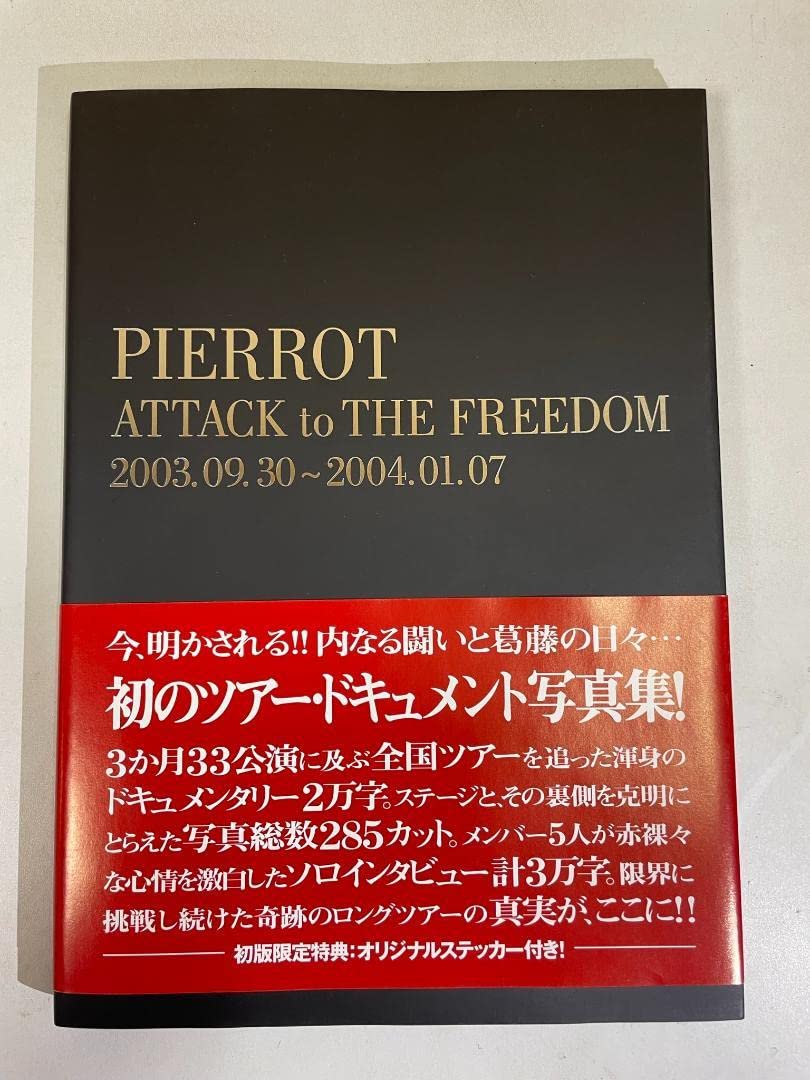 PIERROT
ATTACK to THE FREEDOM
2003.09.30~2004.01.07
今、明かされる!! 内なる闘いと葛藤の日々…
初のツアー・ドキュメント写真集!
3か月33公演に及ぶ全国ツアーを追った渾身の
ドキュメンタリー2万字。ステージと、その裏側を克明に
とらえた写真総数285カット。メンバー5人が赤裸々
な心情を激白したソロインタビュー計3万字。限界に
挑戦し続けた奇跡のロングツアーの真実が、ここに!!
初版限定特典:オリジナルステッカー付き!